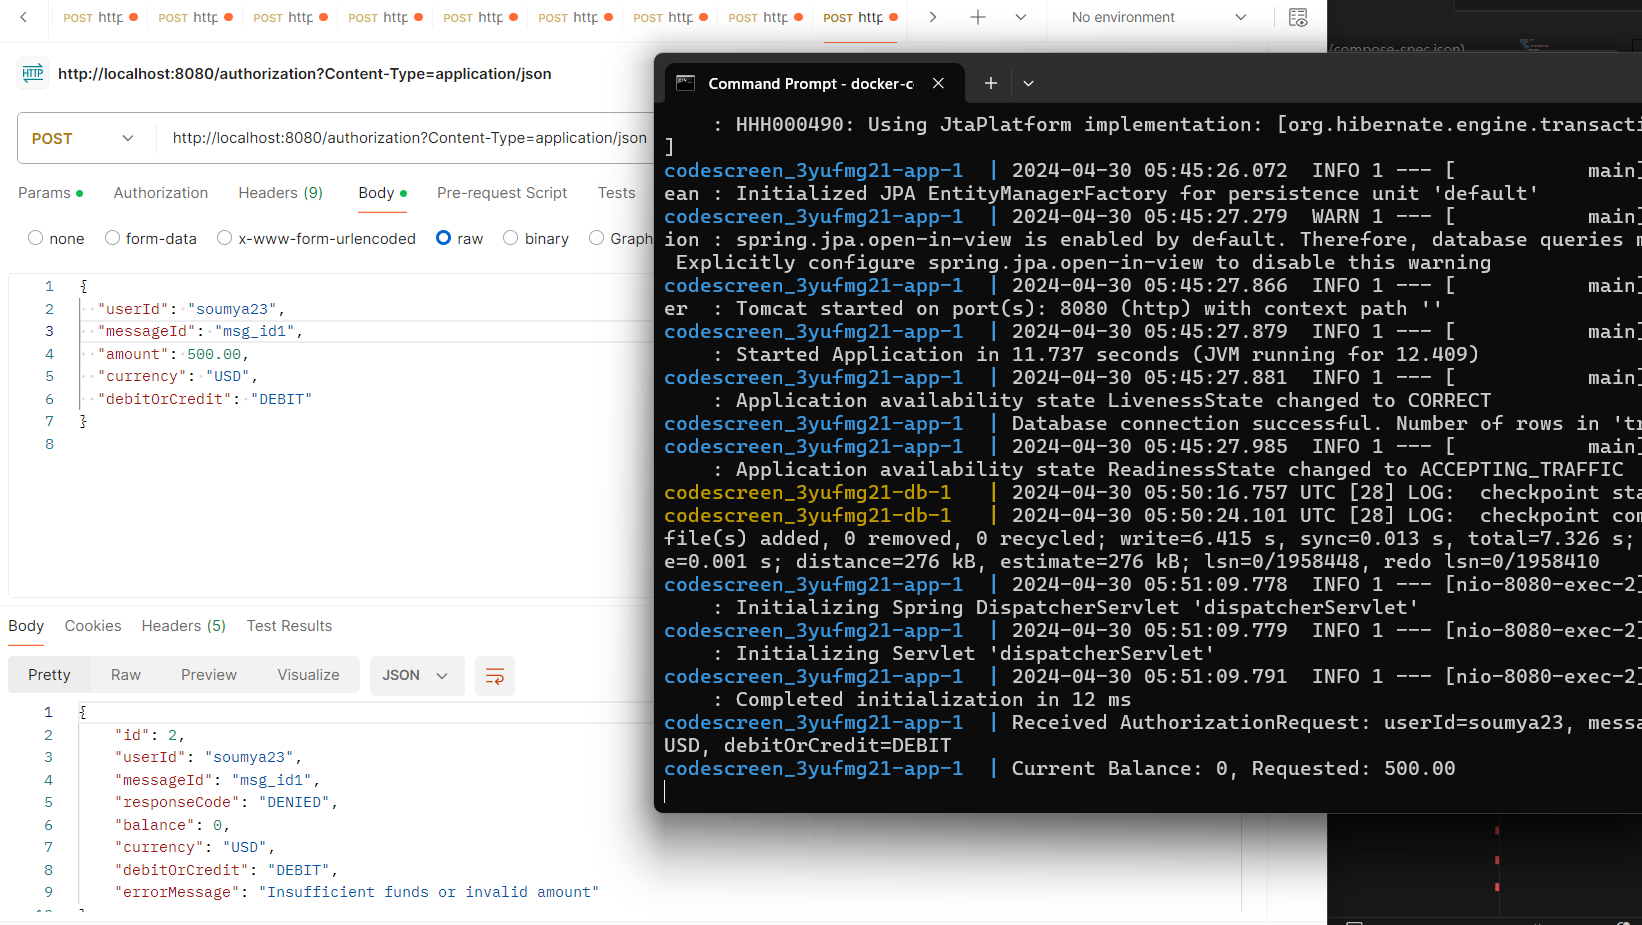 POST http
POST http
POST http
POST http
POST http
POST http
POST http
POST http
POST http
No environment
HTTP
http://localhost:8080/authorization?Content-Type=application/json
POST
http://localhost:8080/authorization?Content-Type=application/json
Params
Authorization
Headers (9)
Body
Pre-request Script
Tests
none
form-data
x-www-form-urlencoded
raw
binary
Graph
1 {
2 "userId": "soumya23",
3 "messageId": "msg_id1",
4 "amount": 500.00,
5 "currency": "USD",
6 "debitOrCredit": "DEBIT"
7 }
8
Body
Cookies
Headers (5)
Test Results
Pretty
Raw
Preview
Visualize
JSON
1 {
2 "id": 2,
3 "userId": "soumya23",
4 "messageId": "msg_id1",
5 "responseCode": "DENIED",
6 "balance": 0,
7 "currency": "USD",
8 "debitOrCredit": "DEBIT",
9 "errorMessage": "Insufficient funds or invalid amount"
(compose-spec.json)
Command Prompt - docker-c
: HHH000490: Using JtaPlatform implementation: [org.hibernate.engine.transacti
]
codescreen_3yufmg21-app-1 | 2024-04-30 05:45:26.072 INFO 1 --- [ main]
ean : Initialized JPA EntityManagerFactory for persistence unit 'default'
codescreen_3yufmg21-app-1 | 2024-04-30 05:45:27.279 WARN 1 --- [ main]
ion : spring.jpa.open-in-view is enabled by default. Therefore, database queries m
Explicitly configure spring.jpa.open-in-view to disable this warning
codescreen_3yufmg21-app-1 | 2024-04-30 05:45:27.866 INFO 1 --- [ main]
er : Tomcat started on port(s): 8080 (http) with context path ''
codescreen_3yufmg21-app-1 | 2024-04-30 05:45:27.879 INFO 1 --- [ main]
: Started Application in 11.737 seconds (JVM running for 12.409)
codescreen_3yufmg21-app-1 | 2024-04-30 05:45:27.881 INFO 1 --- [ main]
: Application availability state LivenessState changed to CORRECT
codescreen_3yufmg21-app-1 | Database connection successful. Number of rows in 'tr
codescreen_3yufmg21-app-1 | 2024-04-30 05:45:27.985 INFO 1 --- [ main]
: Application availability state ReadinessState changed to ACCEPTING_TRAFFIC
codescreen_3yufmg21-db-1 | 2024-04-30 05:50:16.757 UTC [28] LOG: checkpoint sta
codescreen_3yufmg21-db-1 | 2024-04-30 05:50:24.101 UTC [28] LOG: checkpoint com
file(s) added, 0 removed, 0 recycled; write=6.415 s, sync=0.013 s, total=7.326 s;
e=0.001 s; distance=276 kB, estimate=276 kB; lsn=0/1958448, redo lsn=0/1958410
codescreen_3yufmg21-app-1 | 2024-04-30 05:51:09.778 INFO 1 --- [nio-8080-exec-2]
: Initializing Spring DispatcherServlet 'dispatcherServlet'
codescreen_3yufmg21-app-1 | 2024-04-30 05:51:09.779 INFO 1 --- [nio-8080-exec-2]
: Initializing Servlet 'dispatcherServlet'
codescreen_3yufmg21-app-1 | 2024-04-30 05:51:09.791 INFO 1 --- [nio-8080-exec-2]
: Completed initialization in 12 ms
codescreen_3yufmg21-app-1 | Received AuthorizationRequest: userId=soumya23, messa
USD, debitOrCredit=DEBIT
codescreen_3yufmg21-app-1 | Current Balance: 0, Requested: 500.00